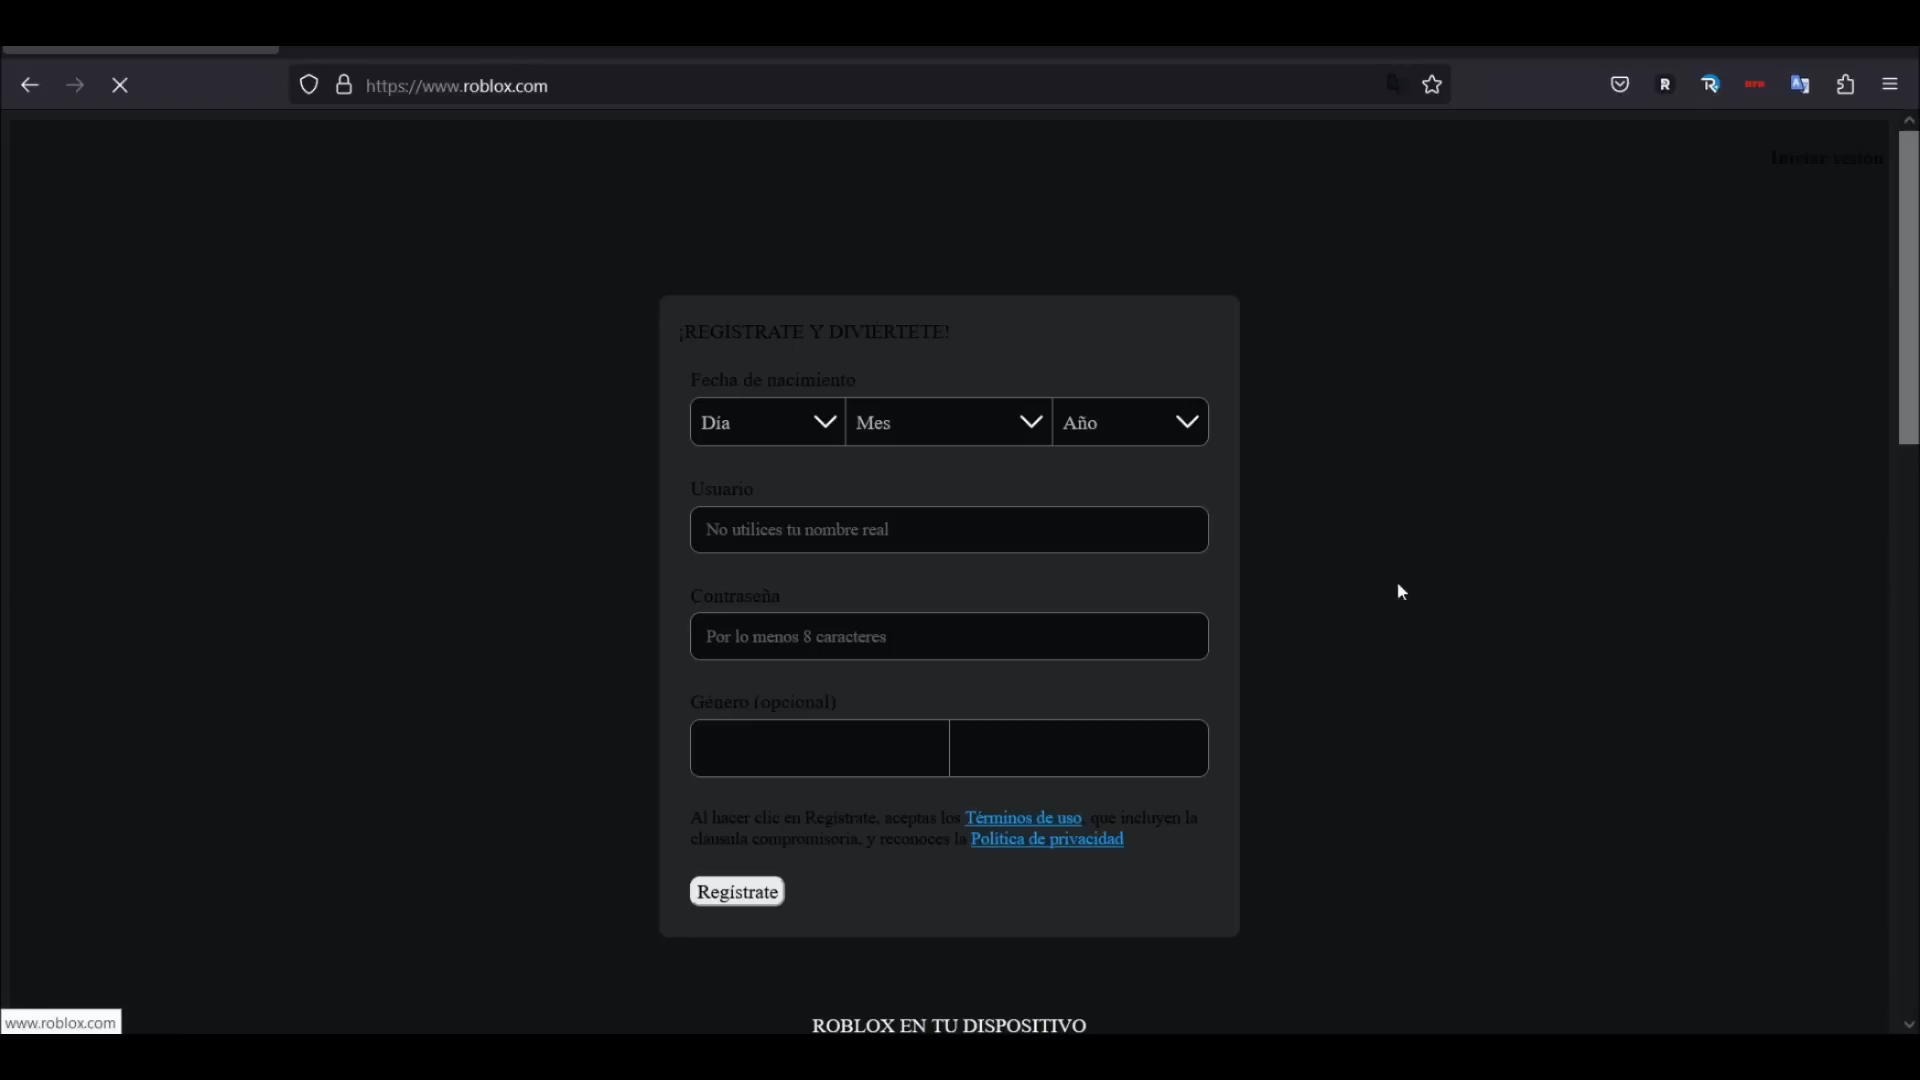 https://www.roblox.com
Iniciar sesión
¡REGÍSTRATE Y DIVIÉRTETE!
Fecha de nacimiento
Día
Mes
Año
Usuario
No utilices tu nombre real
Contraseña
Por lo menos 8 caracteres
Género (opcional)
Al hacer clic en Regístrate, aceptas los Términos de uso, que incluyen la
cláusula compromisoria, y reconoces la Política de privacidad
Regístrate
www.roblox.com
ROBLOX EN TU DISPOSITIVO